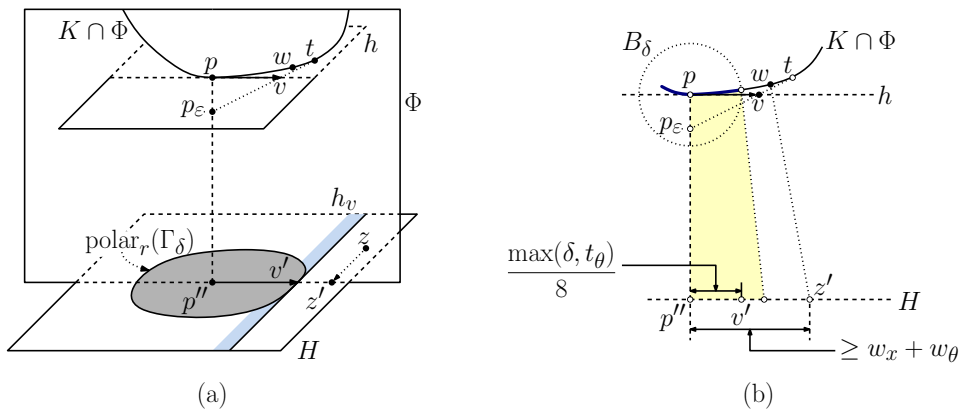 K ∩ Φ
h
p
w
t
v
p_ε
Φ
h_v
polar_r(Γ_δ)
z
v′
p′′
z′
H
(a)
B_δ
K ∩ Φ
p
w
t
v
h
p_ε
max(δ, t_θ)
8
z′
H
p′′
v′
≥ w_x + w_θ
(b)